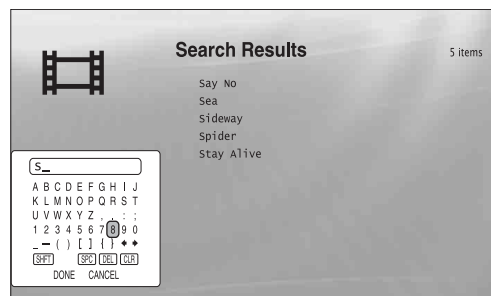 Search Results
5 items
Say No
Sea
Sideway
Spider
Stay Alive
S_
A B C D E F G H I J
K L M N O P Q R S T
U V W X Y Z , . : ;
1 2 3 4 5 6 7 8 9 0
_ – ( ) [ ] { }
SHFT SPC DEL CLR
DONE CANCEL